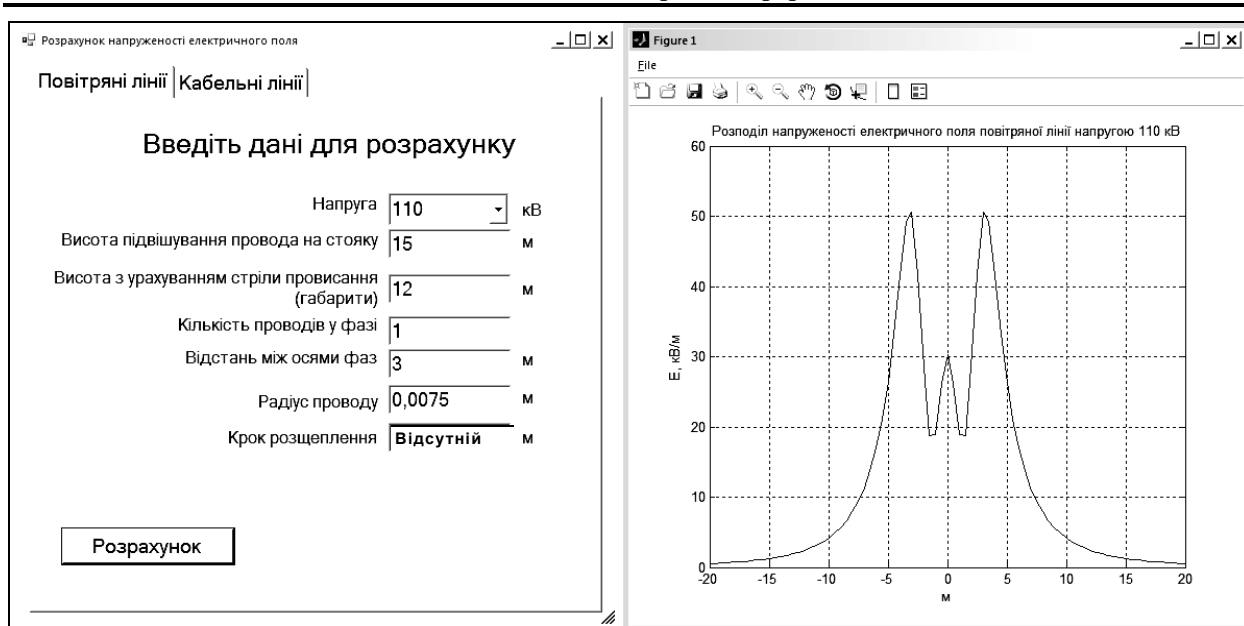 Розрахунок напруженості електричного поля
Повітряні лінії Кабельні лінії
Введіть дані для розрахунку
Напруга 110 кВ
Висота підвішування провода на стояку 15 м
Висота з урахуванням стріли провисання
(габарити) 12 м
Кількість проводів у фазі 1
Відстань між осями фаз 3 м
Радіус проводу 0,0075 м
Крок розщеплення Відсутній м
Розрахунок
Figure 1
File
Розподіл напруженості електричного поля повітряної лінії напругою 110 кВ
60
50
40
30
20
10
0
E, кВ/м
-20 -15 -10 -5 0 5 10 15 20
м